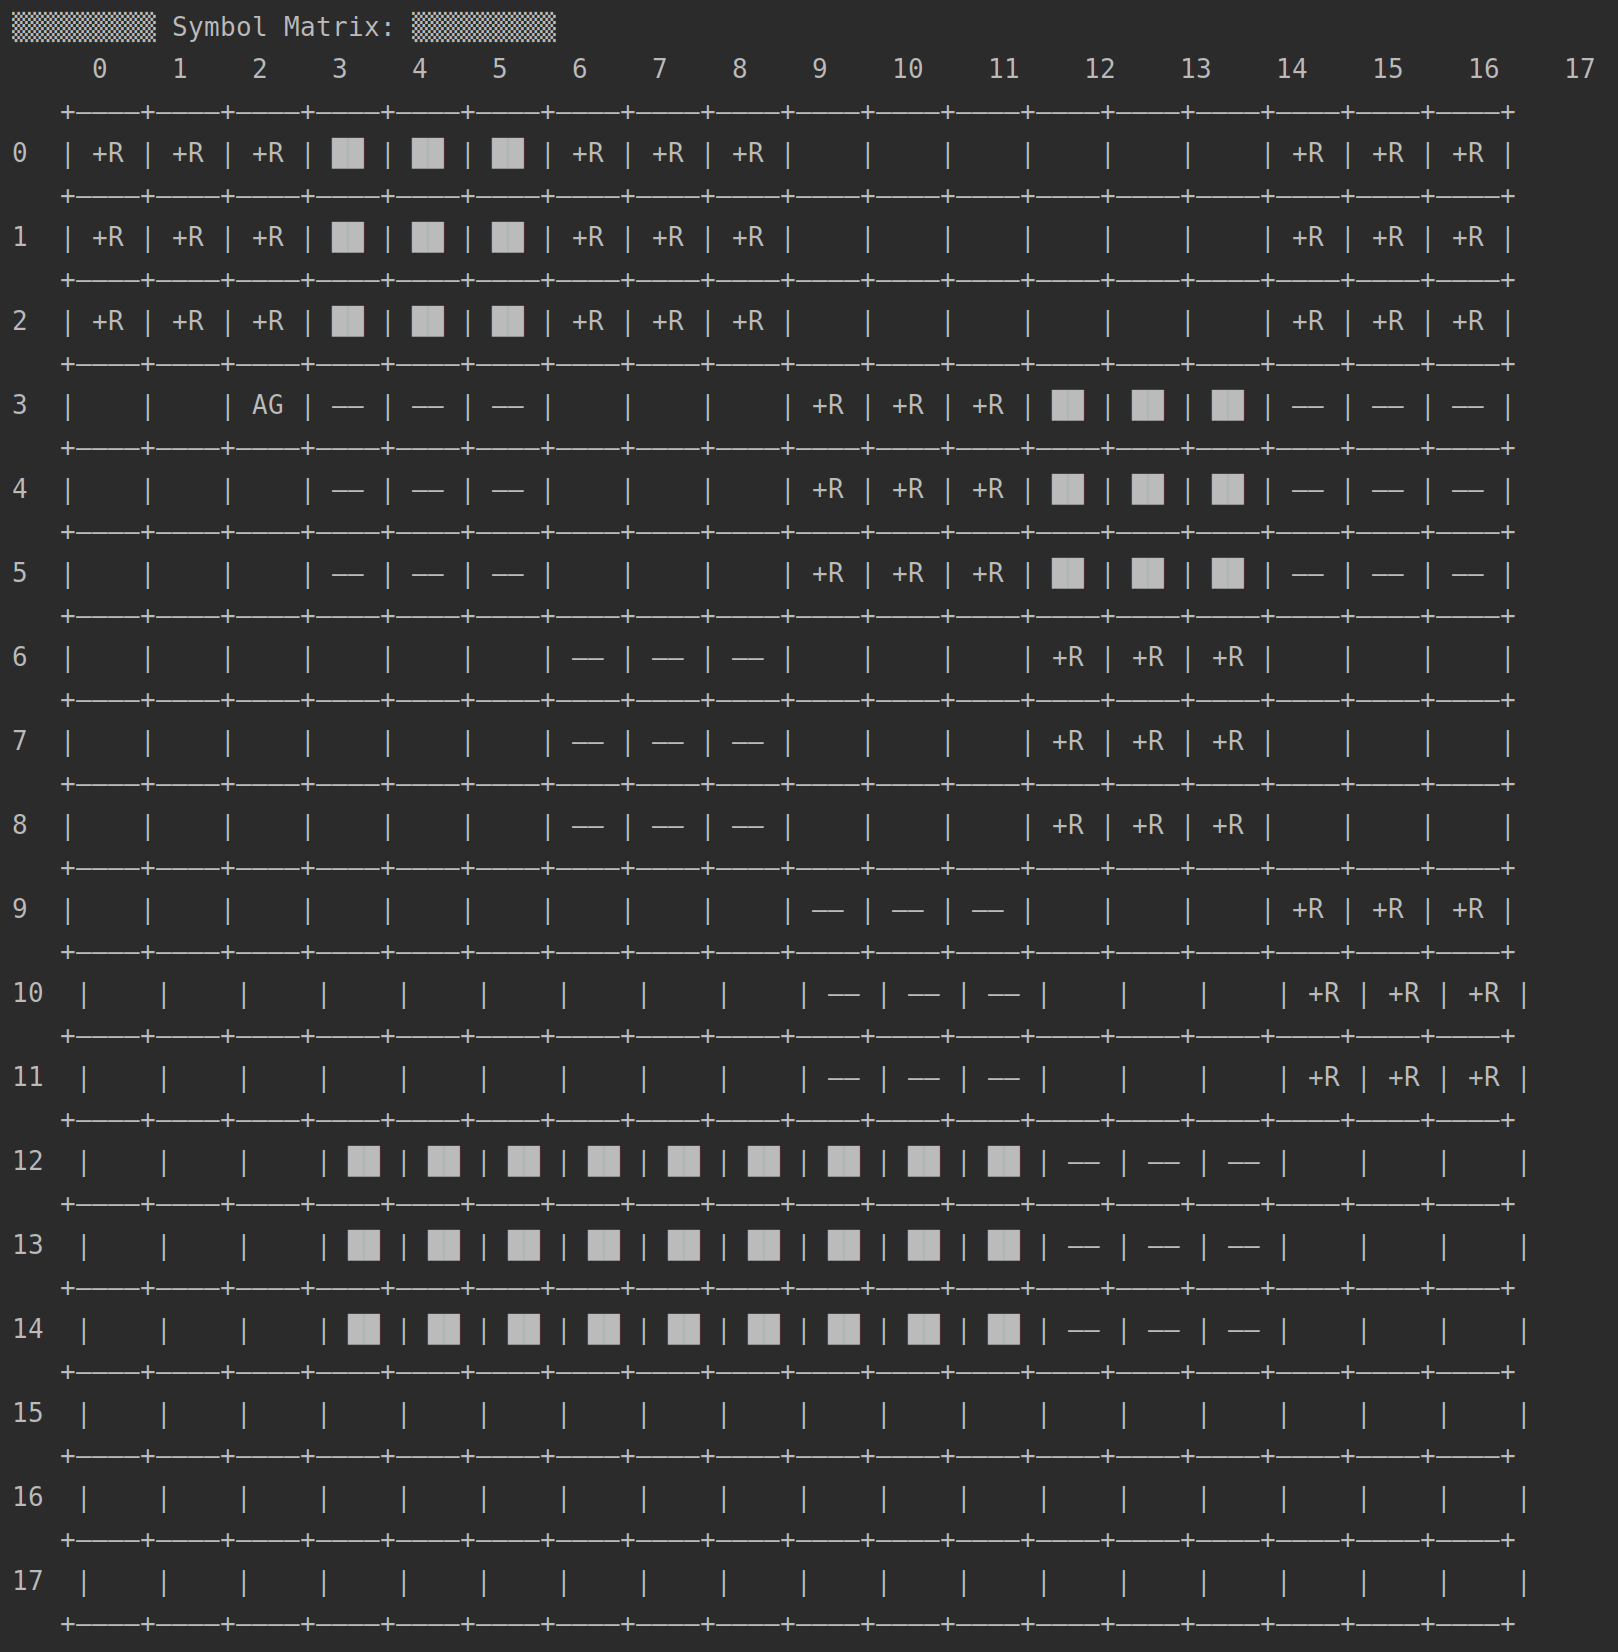 ▒▒▒▒▒▒▒▒▒ Symbol Matrix: ▒▒▒▒▒▒▒▒▒
     0    1    2    3    4    5    6    7    8    9    10    11    12    13    14    15    16    17
   +————+————+————+————+————+————+————+————+————+————+————+————+————+————+————+————+————+————+
0  | +R | +R | +R | ██ | ██ | ██ | +R | +R | +R |    |    |    |    |    |    | +R | +R | +R |
   +————+————+————+————+————+————+————+————+————+————+————+————+————+————+————+————+————+————+
1  | +R | +R | +R | ██ | ██ | ██ | +R | +R | +R |    |    |    |    |    |    | +R | +R | +R |
   +————+————+————+————+————+————+————+————+————+————+————+————+————+————+————+————+————+————+
2  | +R | +R | +R | ██ | ██ | ██ | +R | +R | +R |    |    |    |    |    |    | +R | +R | +R |
   +————+————+————+————+————+————+————+————+————+————+————+————+————+————+————+————+————+————+
3  |    |    | AG | —— | —— | —— |    |    |    | +R | +R | +R | ██ | ██ | ██ | —— | —— | —— |
   +————+————+————+————+————+————+————+————+————+————+————+————+————+————+————+————+————+————+
4  |    |    |    | —— | —— | —— |    |    |    | +R | +R | +R | ██ | ██ | ██ | —— | —— | —— |
   +————+————+————+————+————+————+————+————+————+————+————+————+————+————+————+————+————+————+
5  |    |    |    | —— | —— | —— |    |    |    | +R | +R | +R | ██ | ██ | ██ | —— | —— | —— |
   +————+————+————+————+————+————+————+————+————+————+————+————+————+————+————+————+————+————+
6  |    |    |    |    |    |    | —— | —— | —— |    |    |    | +R | +R | +R |    |    |    |
   +————+————+————+————+————+————+————+————+————+————+————+————+————+————+————+————+————+————+
7  |    |    |    |    |    |    | —— | —— | —— |    |    |    | +R | +R | +R |    |    |    |
   +————+————+————+————+————+————+————+————+————+————+————+————+————+————+————+————+————+————+
8  |    |    |    |    |    |    | —— | —— | —— |    |    |    | +R | +R | +R |    |    |    |
   +————+————+————+————+————+————+————+————+————+————+————+————+————+————+————+————+————+————+
9  |    |    |    |    |    |    |    |    |    | —— | —— | —— |    |    |    | +R | +R | +R |
   +————+————+————+————+————+————+————+————+————+————+————+————+————+————+————+————+————+————+
10  |    |    |    |    |    |    |    |    |    | —— | —— | —— |    |    |    | +R | +R | +R |
   +————+————+————+————+————+————+————+————+————+————+————+————+————+————+————+————+————+————+
11  |    |    |    |    |    |    |    |    |    | —— | —— | —— |    |    |    | +R | +R | +R |
   +————+————+————+————+————+————+————+————+————+————+————+————+————+————+————+————+————+————+
12  |    |    |    | ██ | ██ | ██ | ██ | ██ | ██ | ██ | ██ | ██ | —— | —— | —— |    |    |    |
   +————+————+————+————+————+————+————+————+————+————+————+————+————+————+————+————+————+————+
13  |    |    |    | ██ | ██ | ██ | ██ | ██ | ██ | ██ | ██ | ██ | —— | —— | —— |    |    |    |
   +————+————+————+————+————+————+————+————+————+————+————+————+————+————+————+————+————+————+
14  |    |    |    | ██ | ██ | ██ | ██ | ██ | ██ | ██ | ██ | ██ | —— | —— | —— |    |    |    |
   +————+————+————+————+————+————+————+————+————+————+————+————+————+————+————+————+————+————+
15  |    |    |    |    |    |    |    |    |    |    |    |    |    |    |    |    |    |    |
   +————+————+————+————+————+————+————+————+————+————+————+————+————+————+————+————+————+————+
16  |    |    |    |    |    |    |    |    |    |    |    |    |    |    |    |    |    |    |
   +————+————+————+————+————+————+————+————+————+————+————+————+————+————+————+————+————+————+
17  |    |    |    |    |    |    |    |    |    |    |    |    |    |    |    |    |    |    |
   +————+————+————+————+————+————+————+————+————+————+————+————+————+————+————+————+————+————+